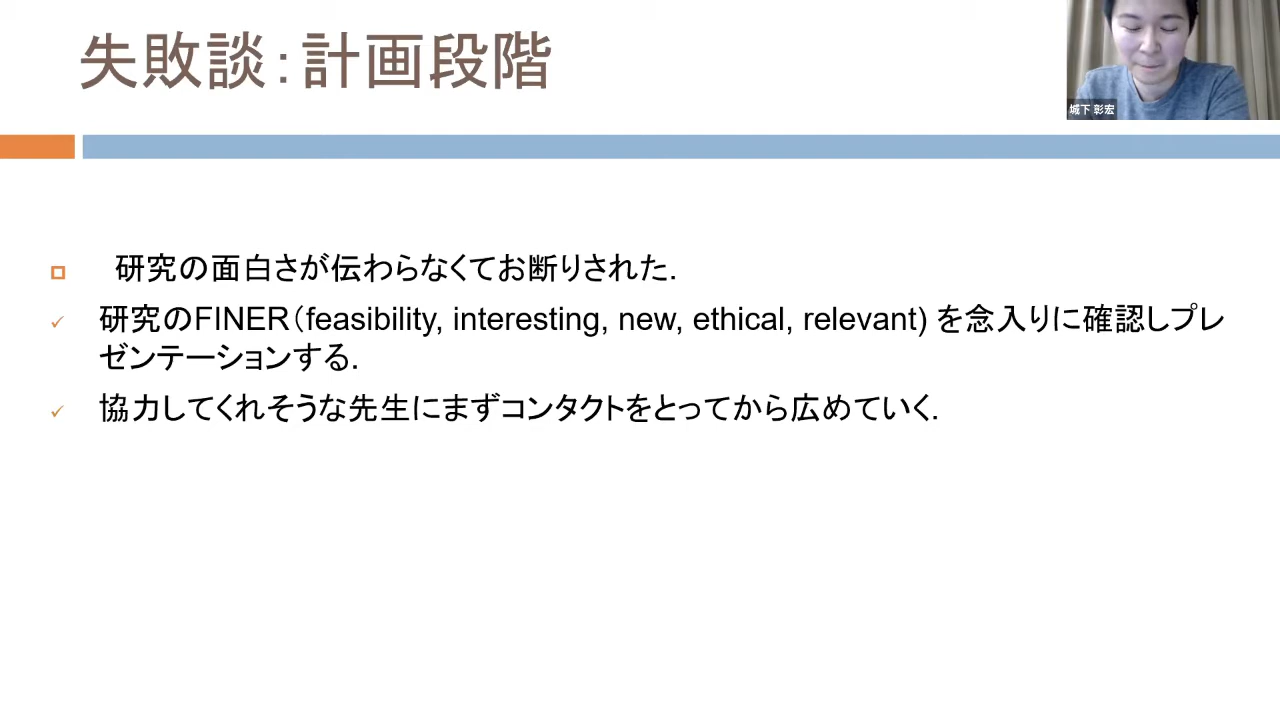 失敗談：計画段階
城下 彰宏
研究の面白さが伝わらなくてお断りされた.
研究のFINER（feasibility, interesting, new, ethical, relevant) を念入りに確認しプレ
ゼンテーションする.
協力してくれそうな先生にまずコンタクトをとってから広めていく.